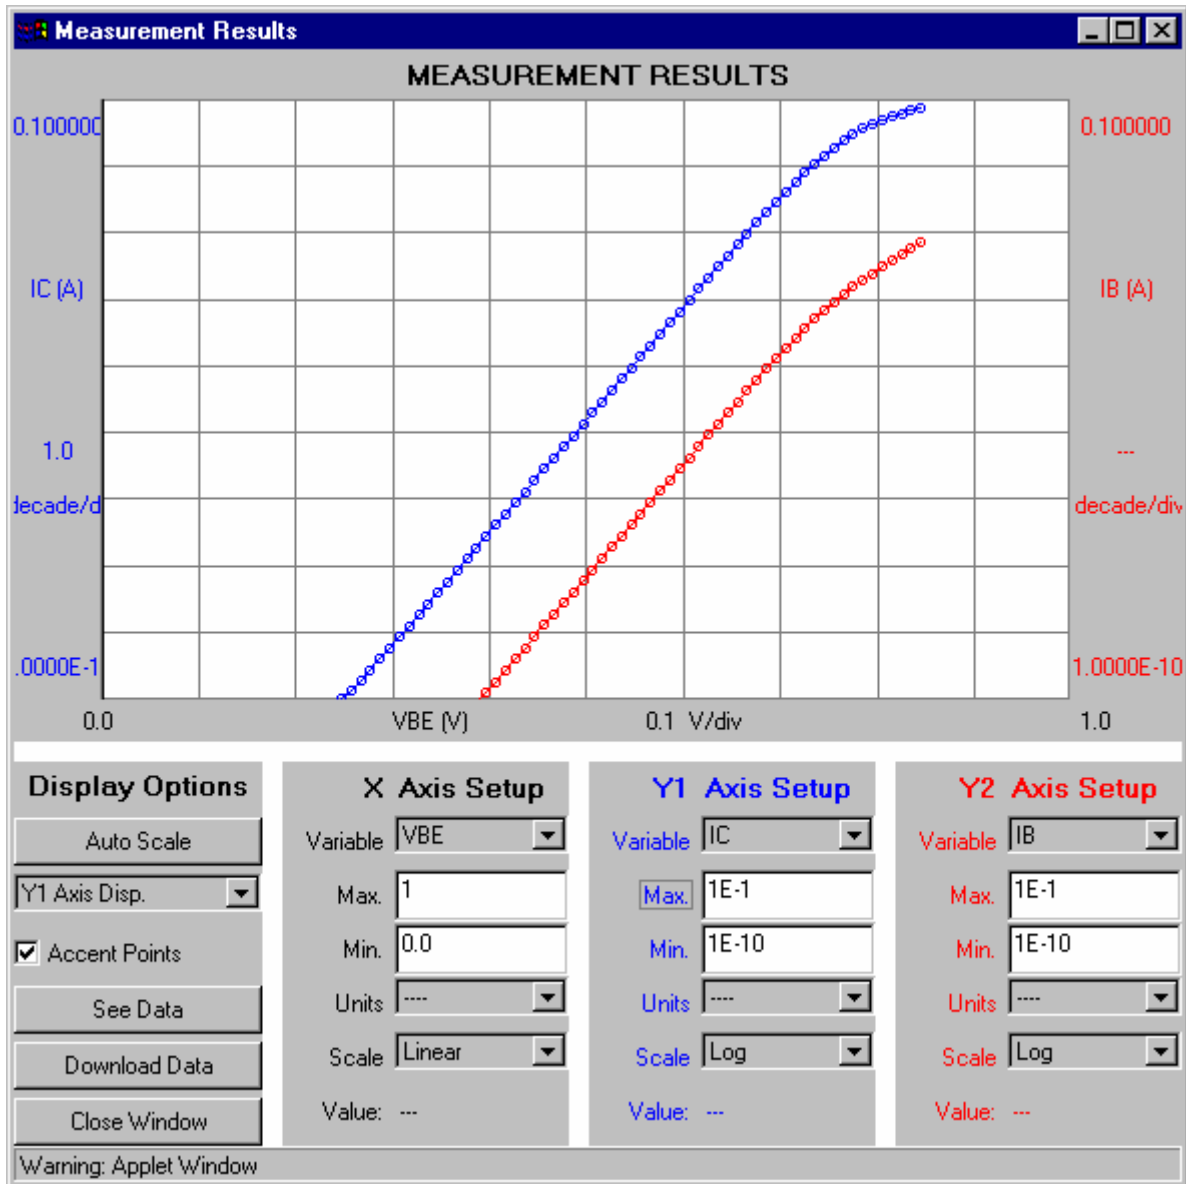 Measurement Results
MEASUREMENT RESULTS
0.100000
0.100000
IC (A)
IB (A)
1.0
---
decade/d
decade/div
.0000E-1
1.0000E-10
0.0
VBE (V)
0.1 V/div
1.0
Display Options
Auto Scale
Y1 Axis Disp.
Accent Points
See Data
Download Data
Close Window
X Axis Setup
Variable VBE
Max. 1
Min. 0.0
Units ----
Scale Linear
Value: ---
Y1 Axis Setup
Variable IC
Max. 1E-1
Min. 1E-10
Units ----
Scale Log
Value: ---
Y2 Axis Setup
Variable IB
Max. 1E-1
Min. 1E-10
Units ----
Scale Log
Value: ---
Warning: Applet Window